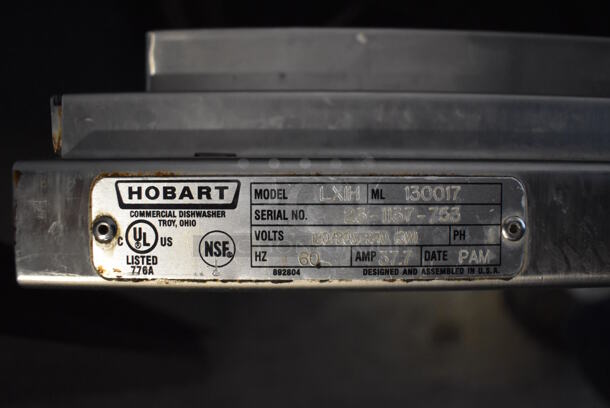 HOBART
COMMERCIAL DISHWASHER
TROY, OHIO
C UL US
LISTED
776A
NSF
MODEL LXIH ML 130017
SERIAL NO. 23-1157-753
VOLTS PH
HZ 60 AMP 37.7 DATE PAM
892804 DESIGNED AND ASSEMBLED IN U.S.A.